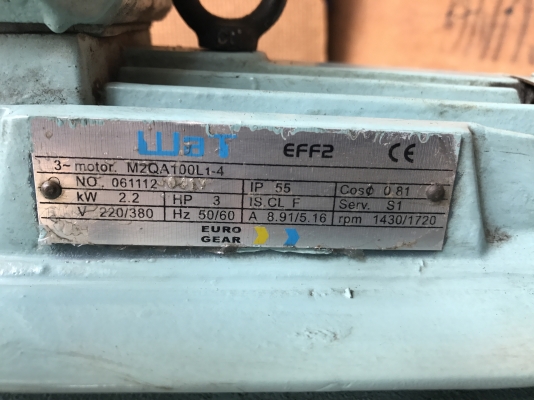 WAT EFF2 CE
3~ motor. M2QA100L1-4
NO. 061112 IP 55 Cosϕ 0.81
kW 2.2 HP 3 IS.CL F Serv. S1
V 220/380 Hz 50/60 A 8.91/5.16 rpm 1430/1720
EURO
GEAR